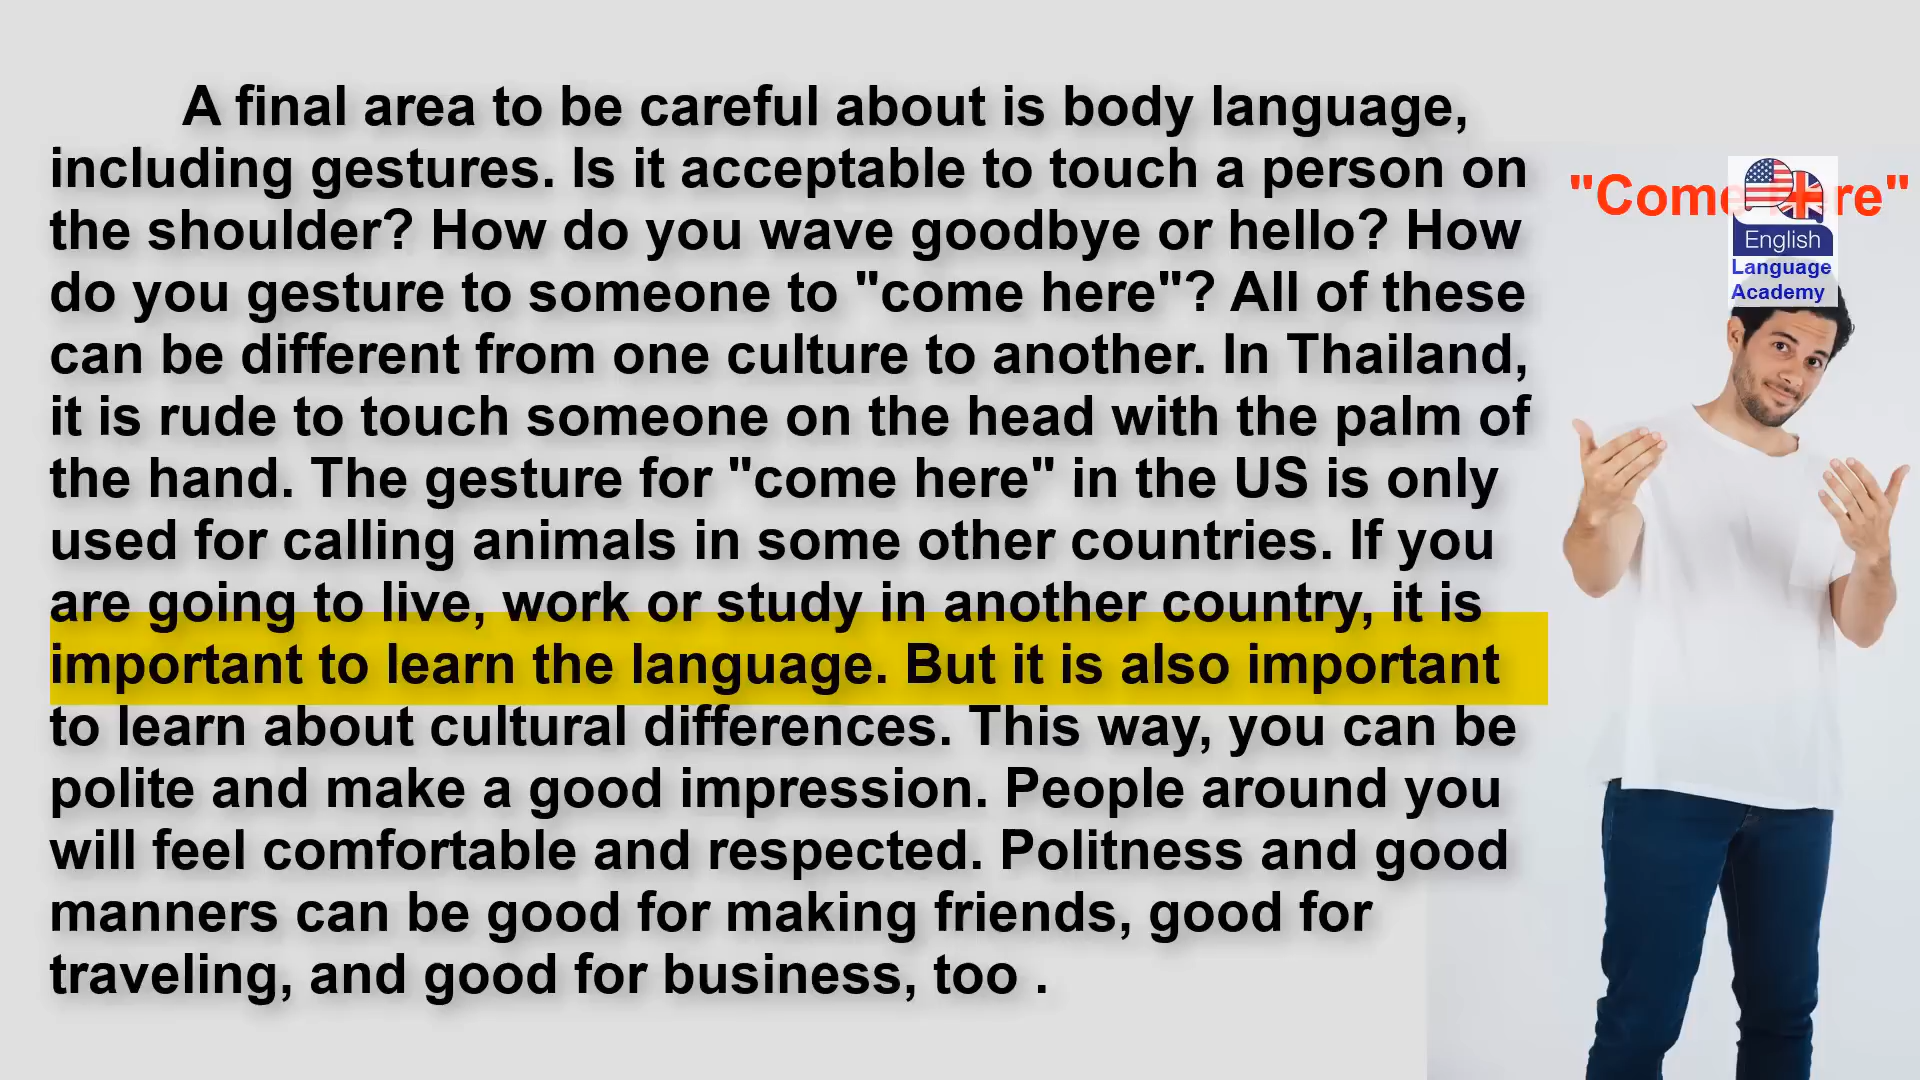 A final area to be careful about is body language,
including gestures. Is it acceptable to touch a person on
the shoulder? How do you wave goodbye or hello? How
do you gesture to someone to "come here"? All of these
can be different from one culture to another. In Thailand,
it is rude to touch someone on the head with the palm of
the hand. The gesture for "come here" in the US is only
used for calling animals in some other countries. If you
are going to live, work or study in another country, it is
important to learn the language. But it is also important
to learn about cultural differences. This way, you can be
polite and make a good impression. People around you
will feel comfortable and respected. Politness and good
manners can be good for making friends, good for
traveling, and good for business, too .
"Come Here"
English
Language
Academy